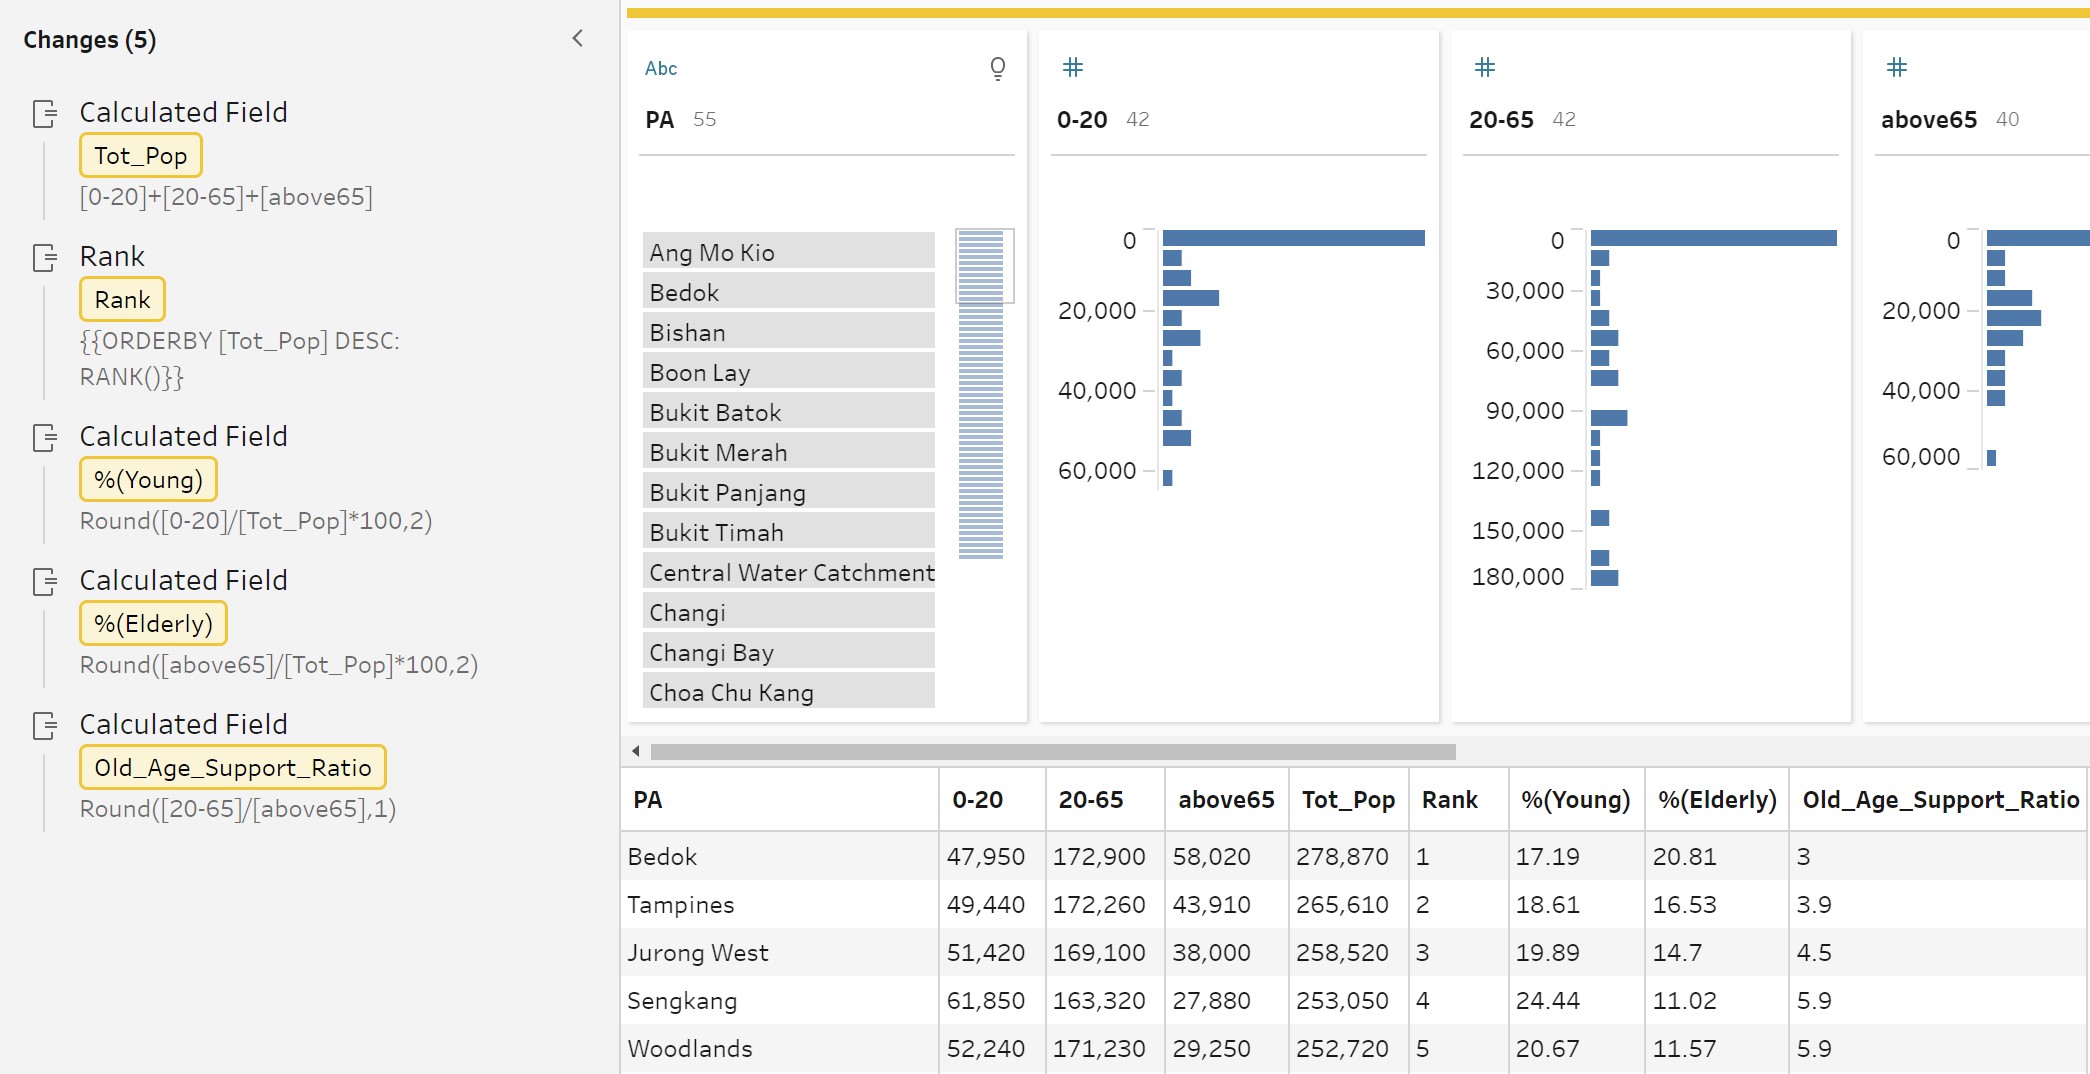 Changes (5)
Calculated Field
Tot_Pop
[0-20]+[20-65]+[above65]
Rank
Rank
{{ORDERBY [Tot_Pop] DESC:
RANK()}}
Calculated Field
%(Young)
Round([0-20]/[Tot_Pop]*100,2)
Calculated Field
%(Elderly)
Round([above65]/[Tot_Pop]*100,2)
Calculated Field
Old_Age_Support_Ratio
Round([20-65]/[above65],1)
Abc
PA 55
Ang Mo Kio
Bedok
Bishan
Boon Lay
Bukit Batok
Bukit Merah
Bukit Panjang
Bukit Timah
Central Water Catchment
Changi
Changi Bay
Choa Chu Kang
#
0-20 42
0
20,000
40,000
60,000
#
20-65 42
0
30,000
60,000
90,000
120,000
150,000
180,000
#
above65 40
0
20,000
40,000
60,000
PA 0-20 20-65 above65 Tot_Pop Rank %(Young) %(Elderly) Old_Age_Support_Ratio
Bedok 47,950 172,900 58,020 278,870 1 17.19 20.81 3
Tampines 49,440 172,260 43,910 265,610 2 18.61 16.53 3.9
Jurong West 51,420 169,100 38,000 258,520 3 19.89 14.7 4.5
Sengkang 61,850 163,320 27,880 253,050 4 24.44 11.02 5.9
Woodlands 52,240 171,230 29,250 252,720 5 20.67 11.57 5.9